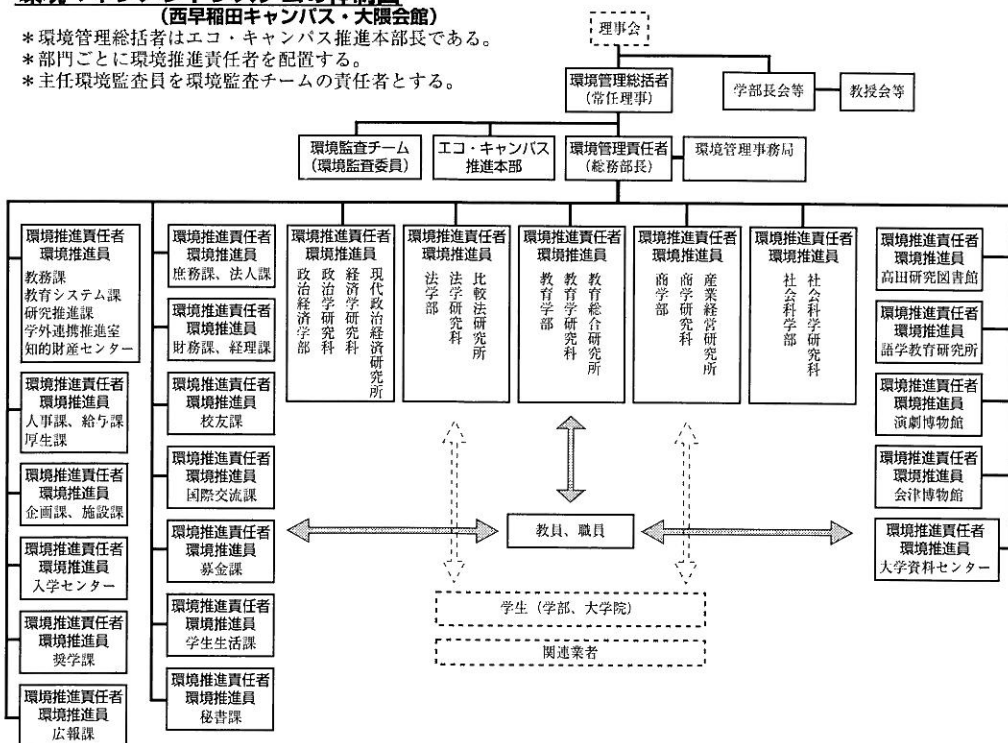 (西早稲田キャンパス・大隈会館)
＊環境管理総括者はエコ・キャンパス推進本部長である。
＊部門ごとに環境推進責任者を配置する。
＊主任環境監査員を環境監査チームの責任者とする。
理事会
環境管理総括者
(常任理事)
学部長会等
教授会等
環境監査チーム
(環境監査委員)
エコ・キャンパス
推進本部
環境管理責任者
(総務部長)
環境管理事務局
環境推進責任者
環境推進員
教務課
教育システム課
研究推進課
学外連携推進室
知的財産センター
環境推進責任者
環境推進員
人事課、給与課
厚生課
環境推進責任者
環境推進員
企画課、施設課
環境推進責任者
環境推進員
入学センター
環境推進責任者
環境推進員
奨学課
環境推進責任者
環境推進員
広報課
環境推進責任者
環境推進員
庶務課、法人課
環境推進責任者
環境推進員
財務課、経理課
環境推進責任者
環境推進員
校友課
環境推進責任者
環境推進員
国際交流課
環境推進責任者
環境推進員
募金課
環境推進責任者
環境推進員
学生生活課
環境推進責任者
環境推進員
秘書課
環境推進責任者
環境推進員
現代政治経済研究所
経済学研究科
政治学研究科
政治経済学部
環境推進責任者
環境推進員
比較法研究所
法学研究科
法学部
環境推進責任者
環境推進員
教育総合研究所
教育学研究科
教育学部
環境推進責任者
環境推進員
産業経営研究所
商学研究科
商学部
環境推進責任者
環境推進員
社会科学研究科
社会科学部
環境推進責任者
環境推進員
高田研究図書館
環境推進責任者
環境推進員
語学教育研究所
環境推進責任者
環境推進員
演劇博物館
環境推進責任者
環境推進員
会津博物館
環境推進責任者
環境推進員
大学資料センター
教員、職員
学生 (学部、大学院)
関連業者